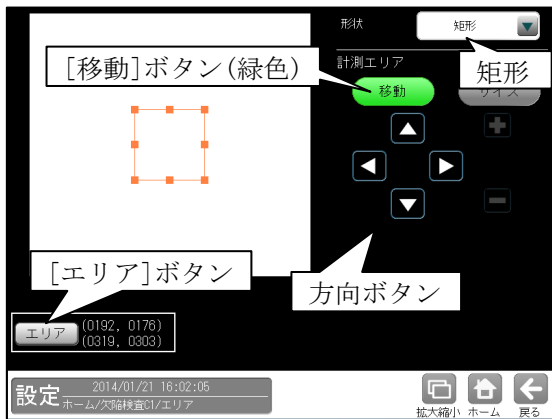 形状
矩形
[移動]ボタン(緑色)
計測エリア
矩形
移動
サイズ
[エリア]ボタン
方向ボタン
エリア
(0192, 0176)
(0319, 0303)
設定
2014/01/21 16:02:05
ホーム/欠陥検査C1/エリア
拡大縮小
ホーム
戻る